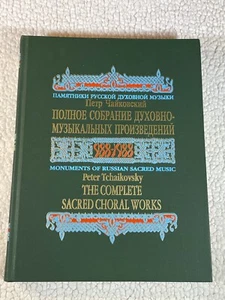 ПАМЯТНИКИ РУССКОЙ ДУХОВНОЙ МУЗЫКИ
Петр Чайковский
ПОЛНОЕ СОБРАНИЕ ДУХОВНО-
МУЗЫКАЛЬНЫХ ПРОИЗВЕДЕНИЙ
MONUMENTS OF RUSSIAN SACRED MUSIC
Peter Tchaikovsky
THE COMPLETE
SACRED CHORAL WORKS